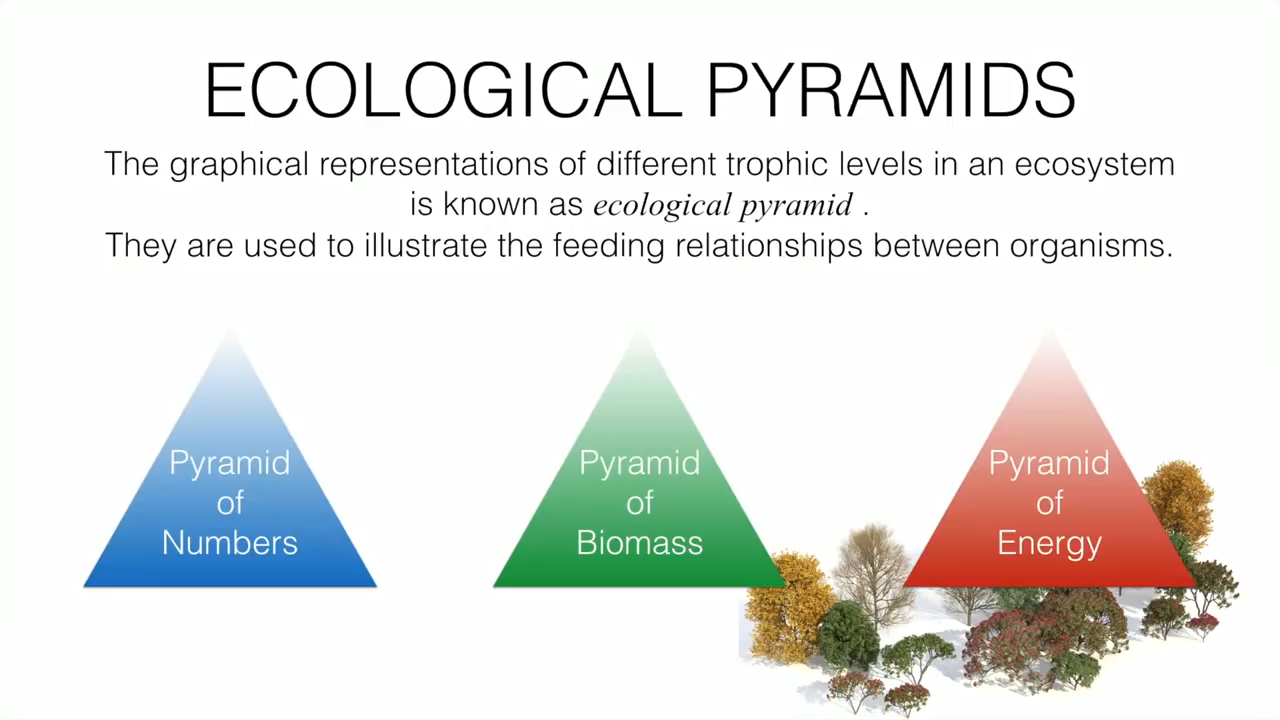 ECOLOGICAL PYRAMIDS
The graphical representations of different trophic levels in an ecosystem
is known as ecological pyramid .
They are used to illustrate the feeding relationships between organisms.
Pyramid
of
Numbers
Pyramid
of
Biomass
Pyramid
of
Energy